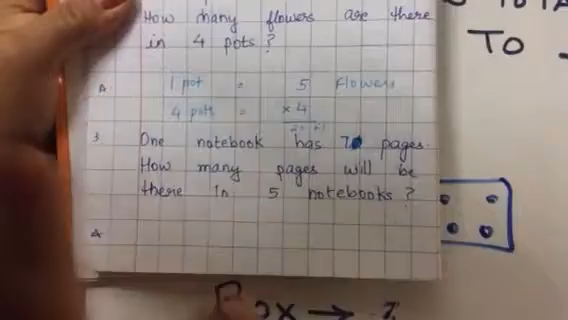 How many flowers are there
in 4 pots?
A. 1 pot = 5 Flowers
4 pots = × 4
3. One notebook has 70 pages.
How many pages will be
there in 5 notebooks?
A
TO